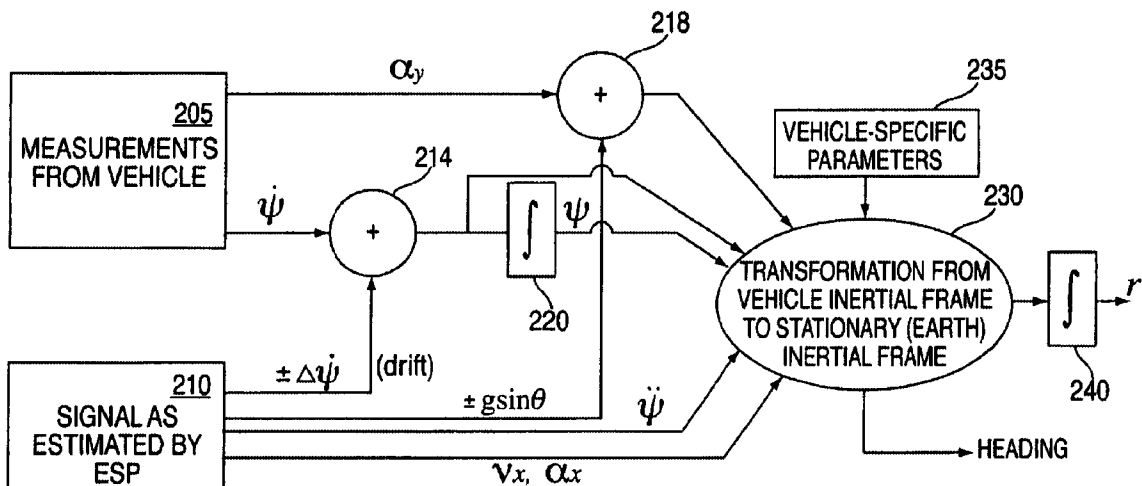 218
αy
205
MEASUREMENTS
FROM VEHICLE
214
ψ̇
+
+
235
VEHICLE-SPECIFIC
PARAMETERS
230
∫
ψ
220
TRANSFORMATION FROM
VEHICLE INERTIAL FRAME
TO STATIONARY (EARTH)
INERTIAL FRAME
∫
r
240
210
SIGNAL AS
ESTIMATED BY
ESP
± Δψ̇ (drift)
± gsinθ
ψ̈
vx, αx
HEADING